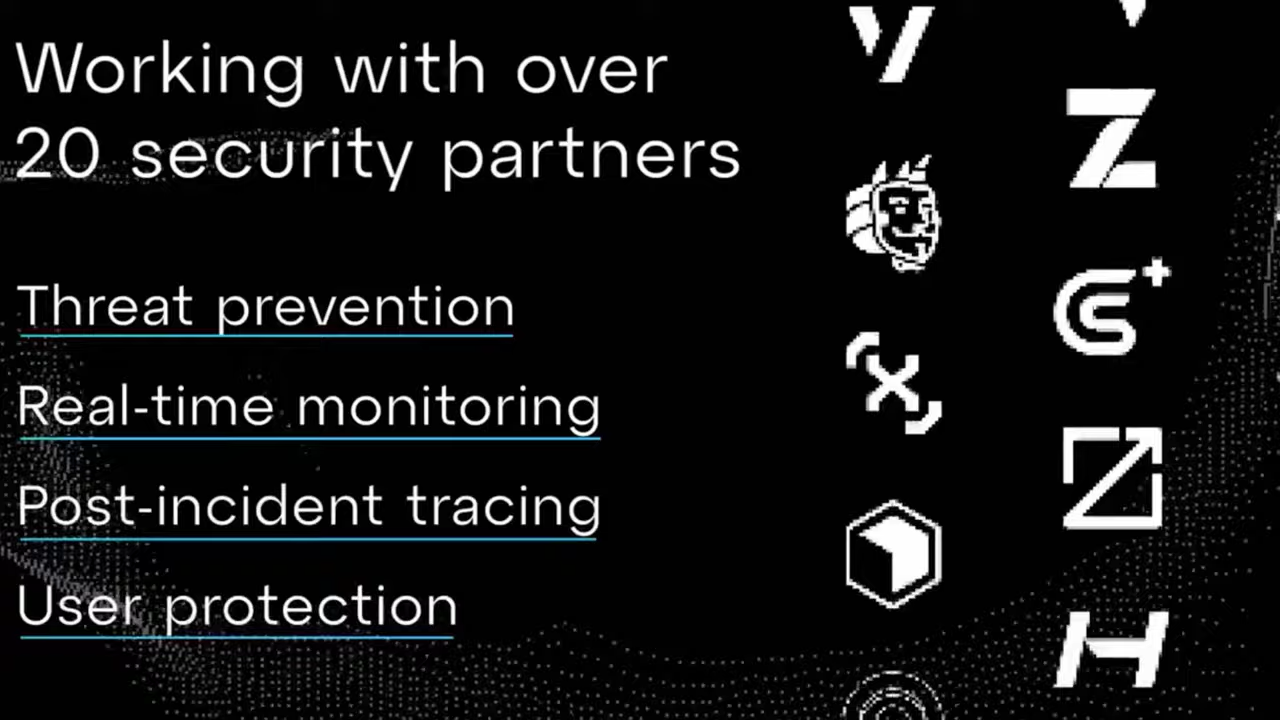 Working with over
20 security partners
Threat prevention
Real-time monitoring
Post-incident tracing
User protection